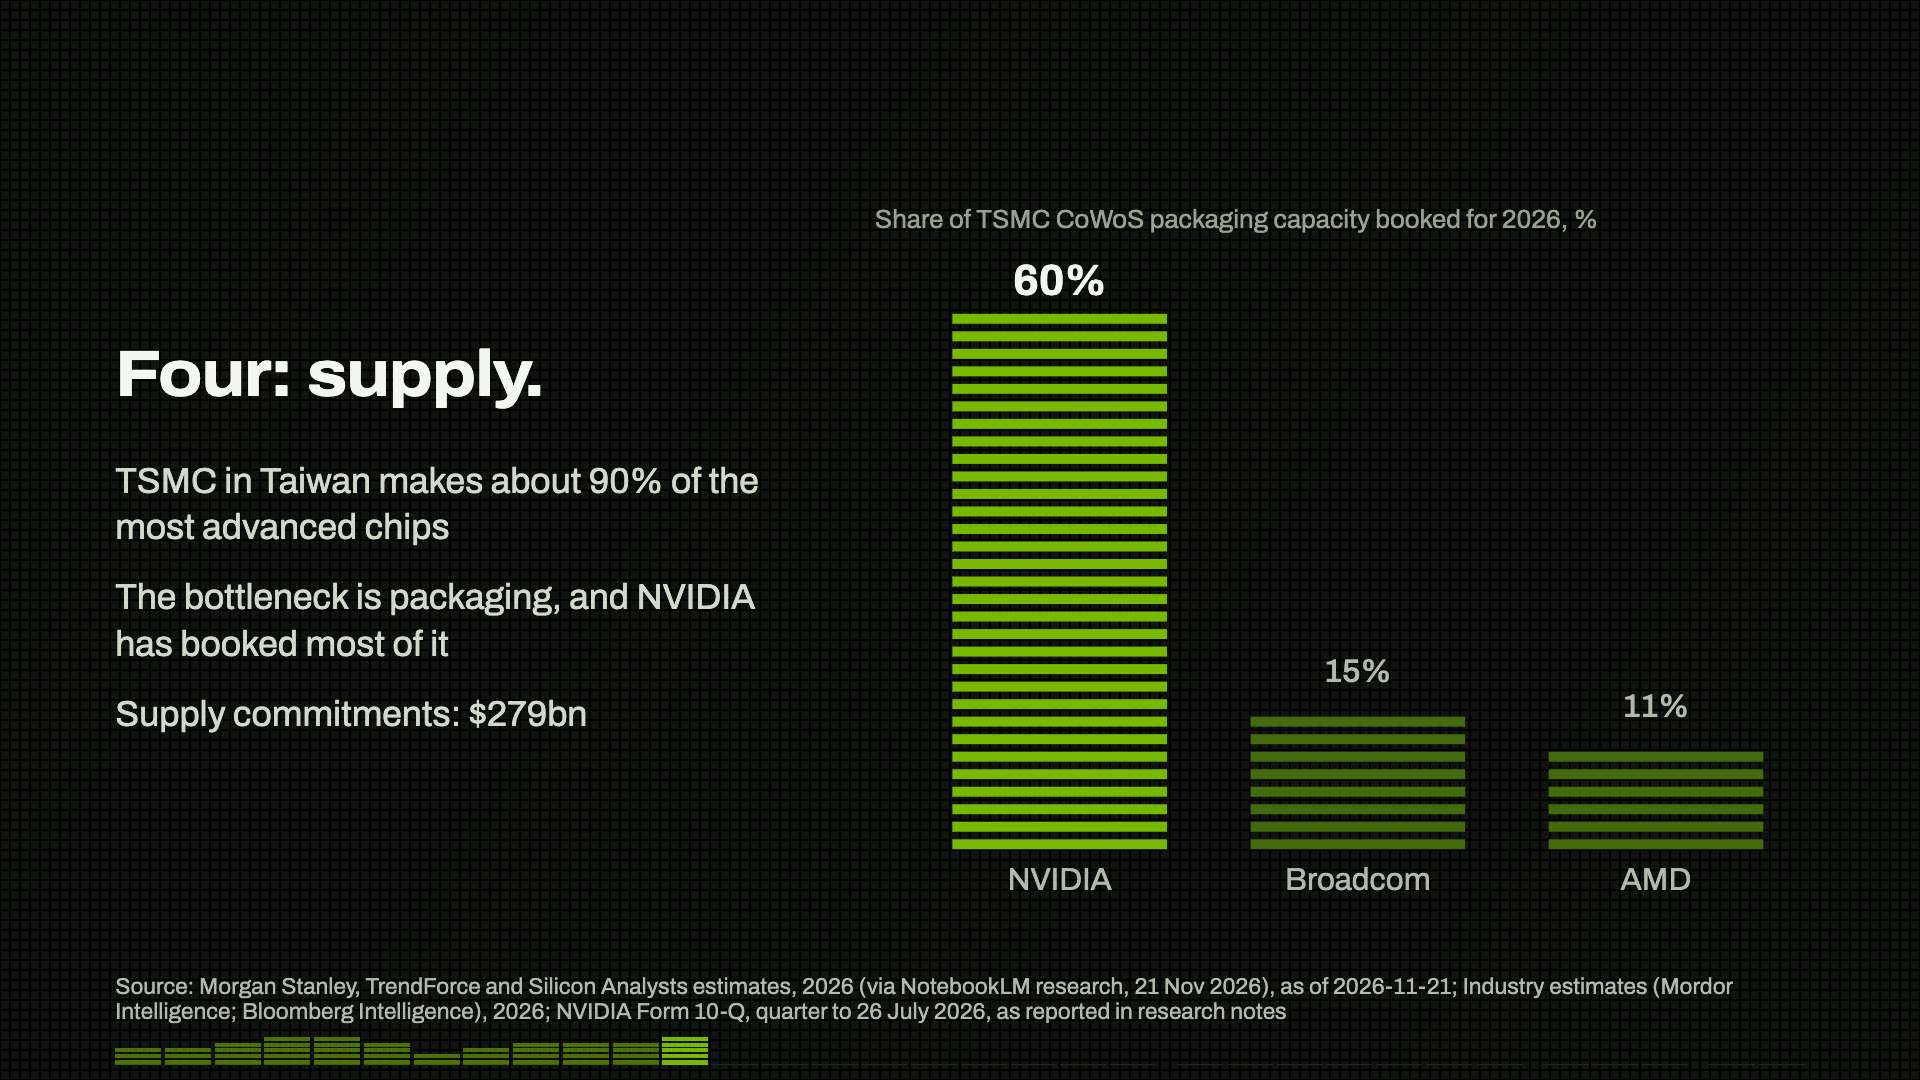 Share of TSMC CoWoS packaging capacity booked for 2026, %
60%
Four: supply.
TSMC in Taiwan makes about 90% of the
most advanced chips
The bottleneck is packaging, and NVIDIA
has booked most of it
Supply commitments: $279bn
15%
11%
NVIDIA
Broadcom
AMD
Source: Morgan Stanley, TrendForce and Silicon Analysts estimates, 2026 (via NotebookLM research, 21 Nov 2026), as of 2026-11-21; Industry estimates (Mordor
Intelligence; Bloomberg Intelligence), 2026; NVIDIA Form 10-Q, quarter to 26 July 2026, as reported in research notes